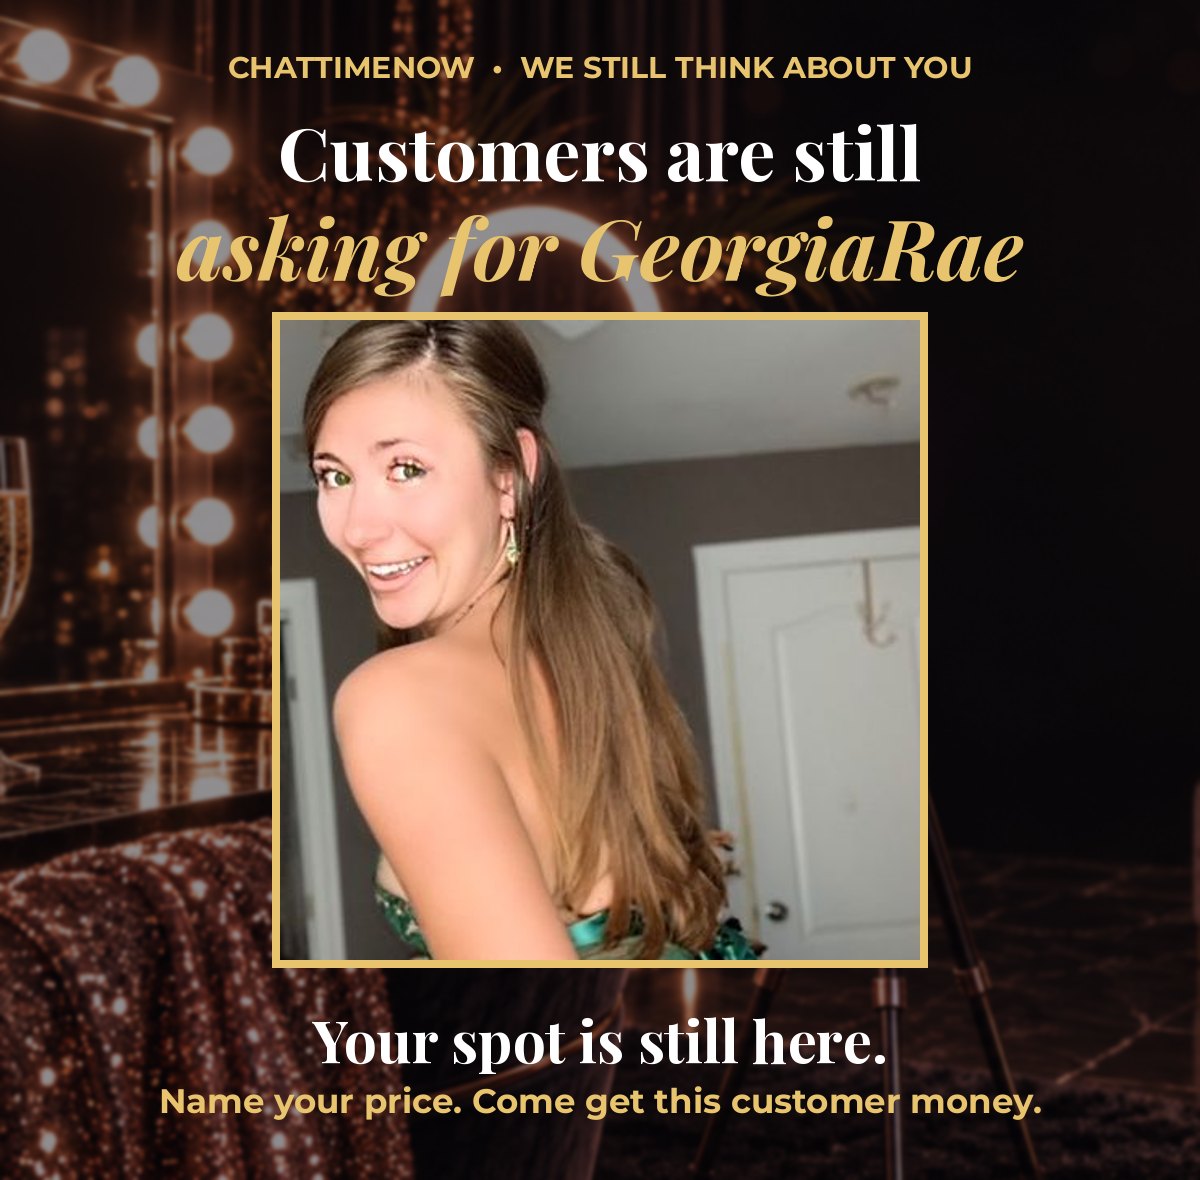 CHATTIMENOW • WE STILL THINK ABOUT YOU
Customers are still
asking for GeorgiaRae
Your spot is still here.
Name your price. Come get this customer money.